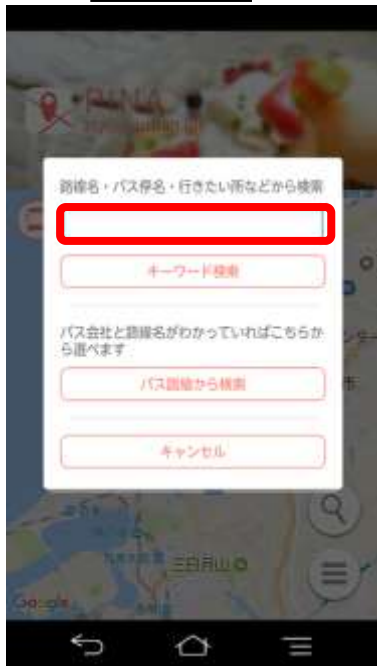 路線名・バス停名・行きたい所などから検索
キーワード検索
バス会社と路線名がわかっていればこちらか
ら選べます
バス路線から検索
キャンセル
三日月山
Google